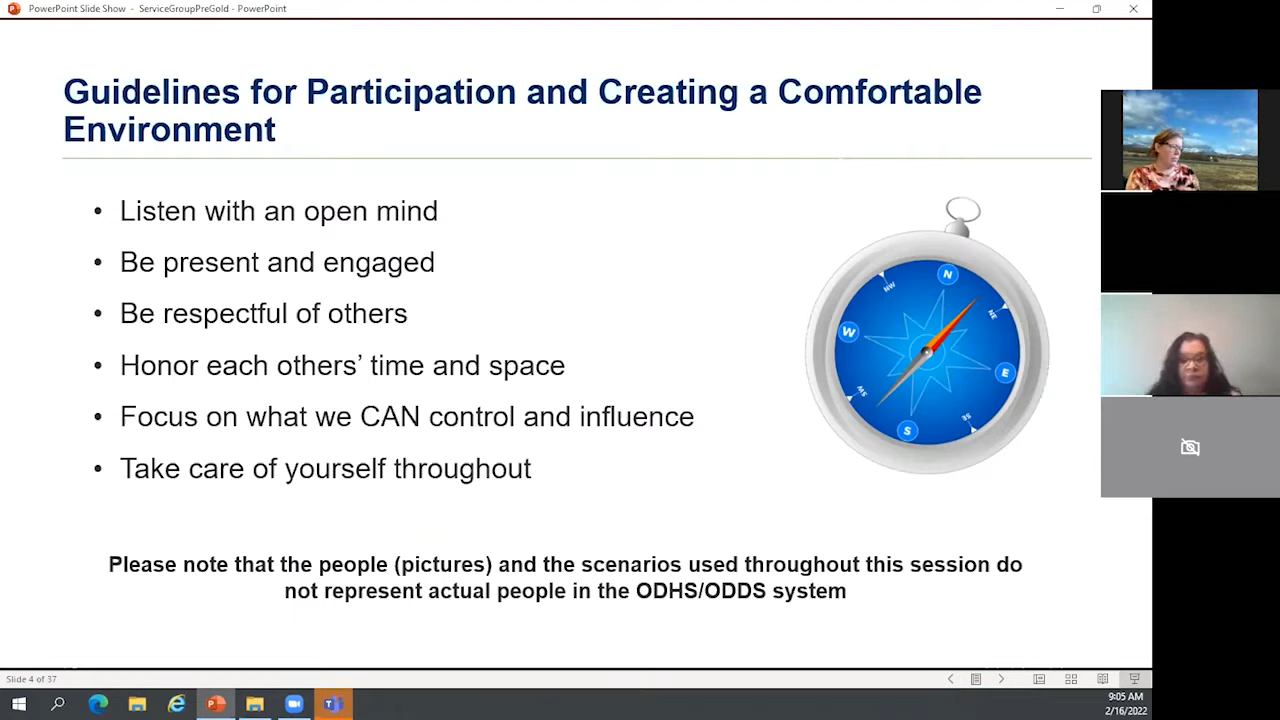 PowerPoint Slide Show - ServiceGroupPreGold - PowerPoint
Guidelines for Participation and Creating a Comfortable
Environment
• Listen with an open mind
• Be present and engaged
• Be respectful of others
• Honor each others’ time and space
• Focus on what we CAN control and influence
• Take care of yourself throughout
N
NE
E
SE
S
SW
W
NW
Please note that the people (pictures) and the scenarios used throughout this session do
not represent actual people in the ODHS/ODDS system
Slide 4 of 37
9:05 AM
2/16/2022